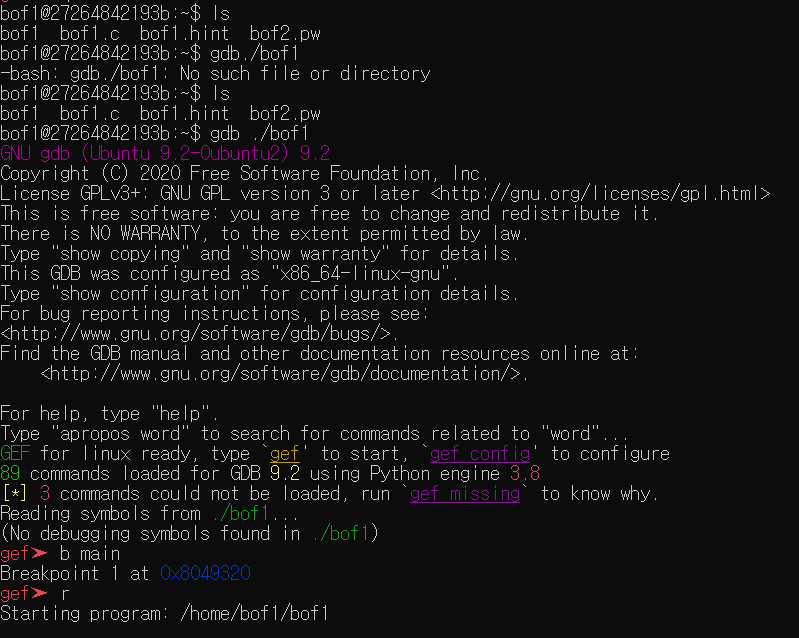 bof1@27264842193b:~$ ls
bof1  bof1.c  bof1.hint  bof2.pw
bof1@27264842193b:~$ gdb./bof1
-bash: gdb./bof1: No such file or directory
bof1@27264842193b:~$ ls
bof1  bof1.c  bof1.hint  bof2.pw
bof1@27264842193b:~$ gdb ./bof1
GNU gdb (Ubuntu 9.2-0ubuntu2) 9.2
Copyright (C) 2020 Free Software Foundation, Inc.
License GPLv3+: GNU GPL version 3 or later <http://gnu.org/licenses/gpl.html>
This is free software: you are free to change and redistribute it.
There is NO WARRANTY, to the extent permitted by law.
Type "show copying" and "show warranty" for details.
This GDB was configured as "x86_64-linux-gnu".
Type "show configuration" for configuration details.
For bug reporting instructions, please see:
<http://www.gnu.org/software/gdb/bugs/>.
Find the GDB manual and other documentation resources online at:
    <http://www.gnu.org/software/gdb/documentation/>.

For help, type "help".
Type "apropos word" to search for commands related to "word"...
GEF for linux ready, type `gef' to start, `gef config' to configure
89 commands loaded for GDB 9.2 using Python engine 3.8
[*] 3 commands could not be loaded, run `gef missing` to know why.
Reading symbols from ./bof1...
(No debugging symbols found in ./bof1)
gef➤  b main
Breakpoint 1 at 0x8049320
gef➤  r
Starting program: /home/bof1/bof1